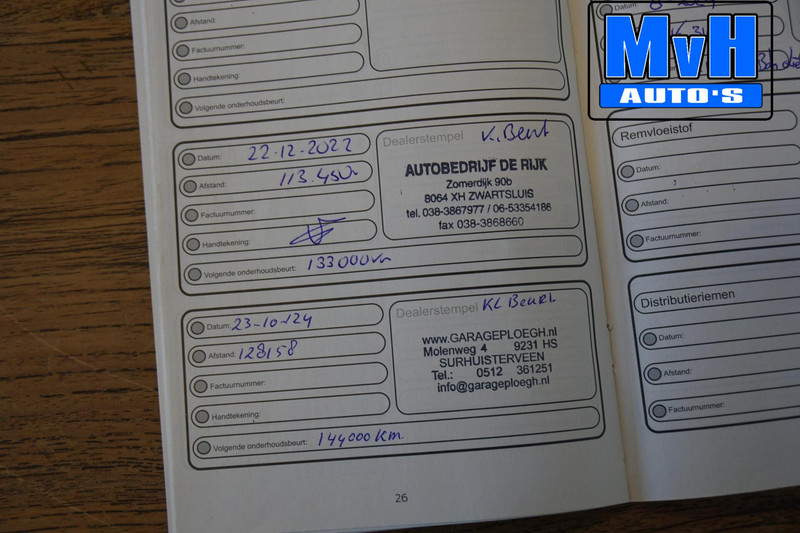 Afstand:
Factuurnummer:
Handtekening:
Volgende onderhoudsbeurt:
Datum: 22-12-2022
Afstand: 113.450
Factuurnummer:
Handtekening:
Volgende onderhoudsbeurt: 133000
Dealerstempel
AUTOBEDRIJF DE RIJK
Zomerdijk 90b
8064 XH ZWARTSLUIS
tel. 038-3867977 / 06-53354186
fax 038-3868660
Datum: 23-10-24
Afstand: 128158
Factuurnummer:
Handtekening:
Volgende onderhoudsbeurt: 144000 Km
Dealerstempel KL Beurt
www.GARAGEPLOEGH.nl
Molenweg 4 9231 HS
SURHUISTERVEEN
Tel.: 0512 361251
info@garageploegh.nl
26
Datum:
MvH
AUTO'S
Remvloeistof
Datum:
Afstand:
Factuurnummer:
Distributieriemen
Datum:
Afstand:
Factuurnummer: